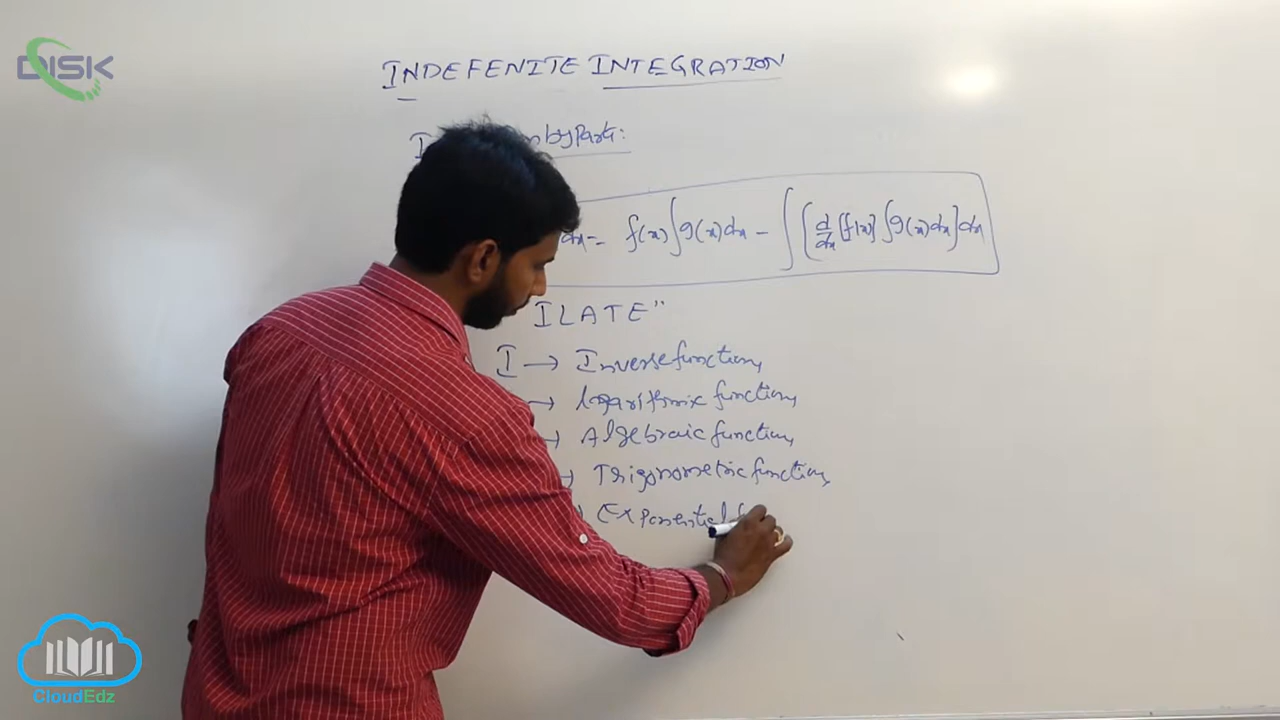 DISK
INDEFENITE INTEGRATION
by Parts:
dx = f(x) ∫g(x)dx - ∫ [d/dx [f(x)] ∫g(x)dx] dx
ILATE"
I → Inverse function,
→ logarithmic function,
→ Algebraic function,
→ Trigonometric function,
Exponential
CloudEdz